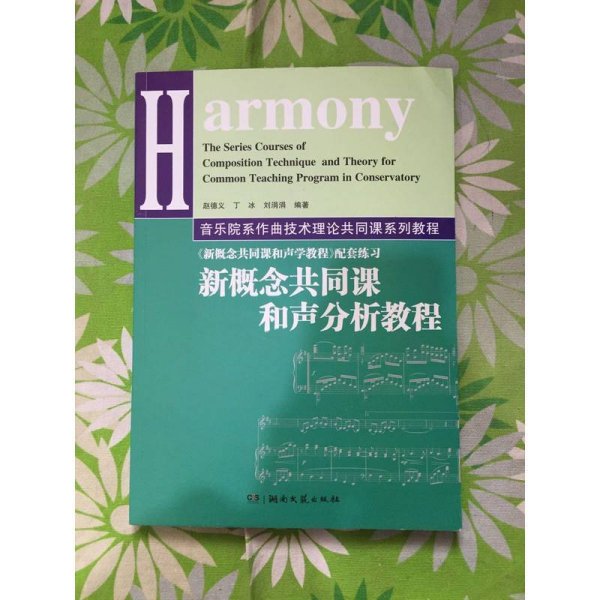 Harmony
The Series Courses of
Composition Technique and Theory for
Common Teaching Program in Conservatory
赵德义 丁 冰 刘涓涓 编著
音乐院系作曲技术理论共同课系列教程
《新概念共同课和声学教程》配套练习
新概念共同课
和声分析教程
CS 湖南文艺出版社